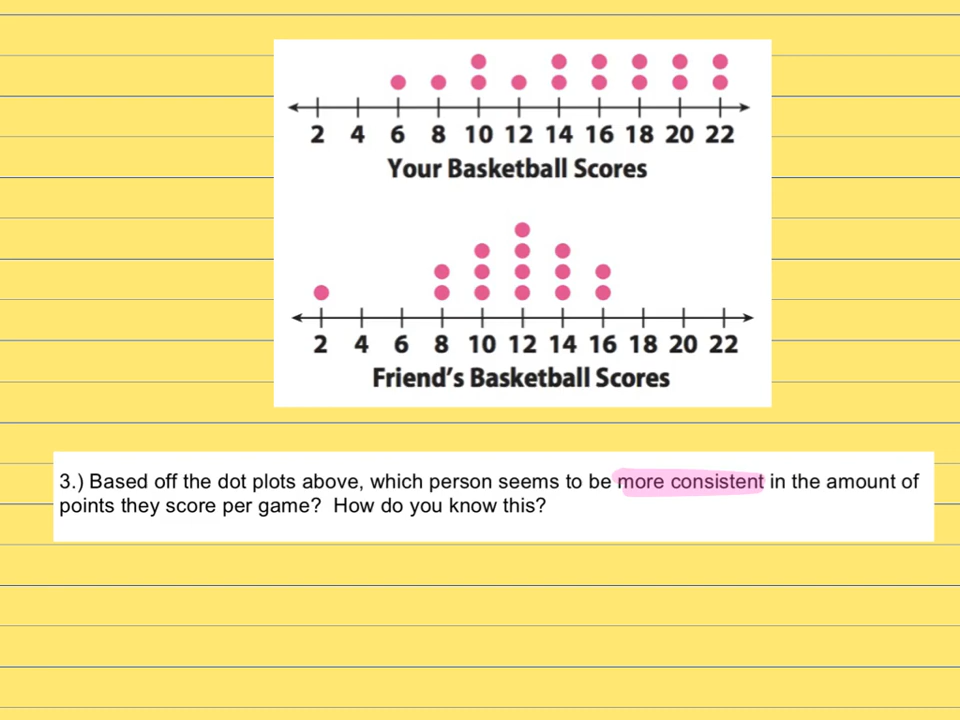 2 4 6 8 10 12 14 16 18 20 22
Your Basketball Scores
2 4 6 8 10 12 14 16 18 20 22
Friend's Basketball Scores
3.) Based off the dot plots above, which person seems to be more consistent in the amount of
points they score per game?  How do you know this?